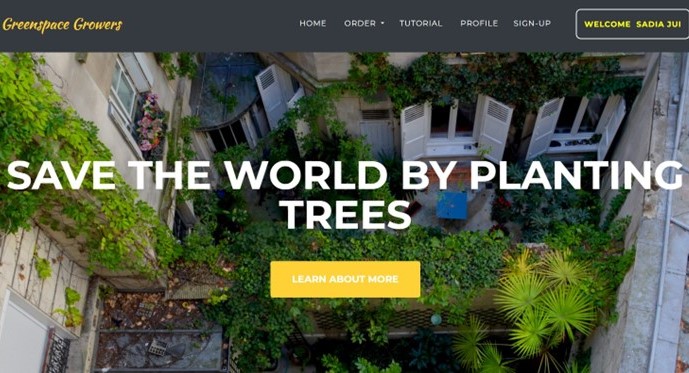 Greenspace Growers
HOME ORDER TUTORIAL PROFILE SIGN-UP WELCOME SADIA JUI
SAVE THE WORLD BY PLANTING
TREES
LEARN ABOUT MORE